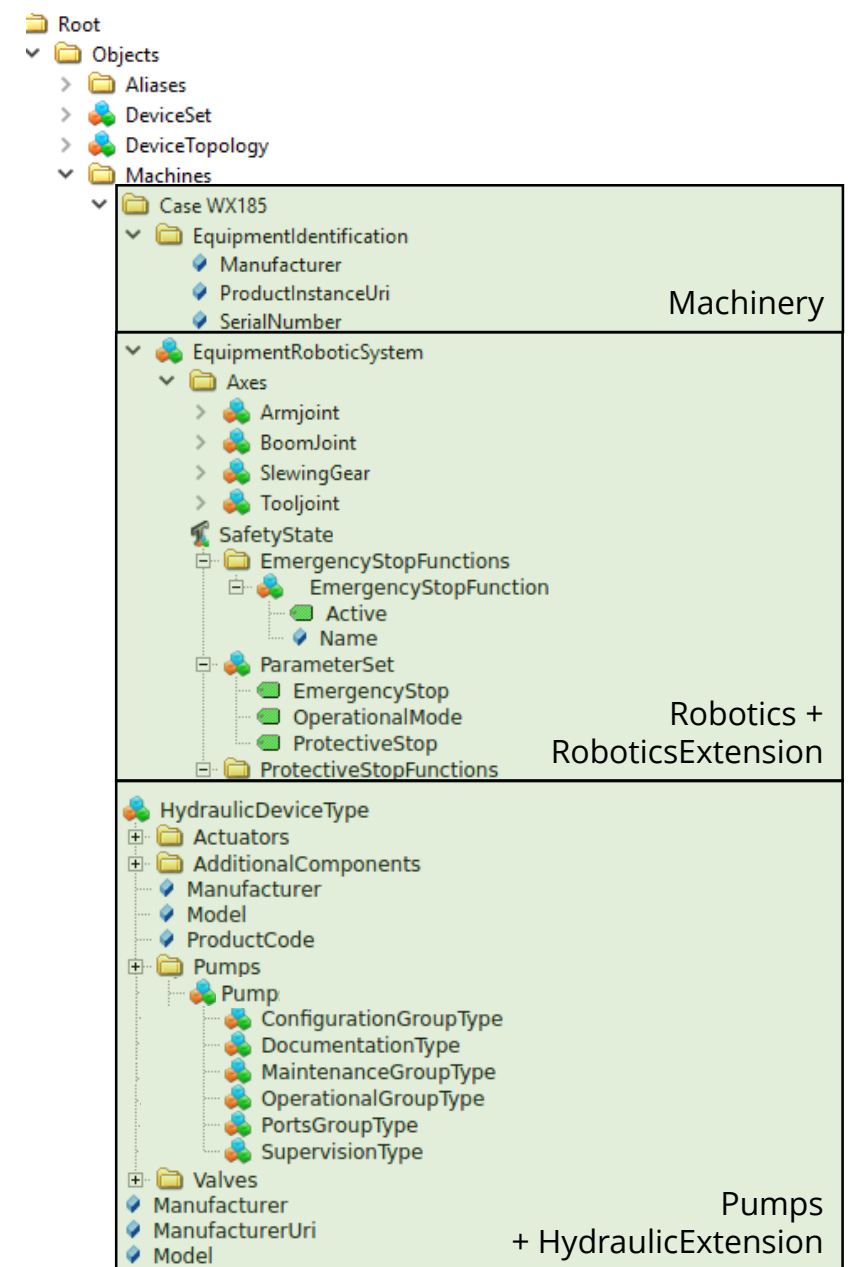 Root
Objects
Aliases
DeviceSet
DeviceTopology
Machines
Case WX185
EquipmentIdentification
Manufacturer
ProductInstanceUri
SerialNumber
Machinery
EquipmentRoboticSystem
Axes
Armjoint
BoomJoint
SlewingGear
Tooljoint
SafetyState
EmergencyStopFunctions
EmergencyStopFunction
Active
Name
ParameterSet
EmergencyStop
OperationalMode
ProtectiveStop
ProtectiveStopFunctions
Robotics +
RoboticsExtension
HydraulicDeviceType
Actuators
AdditionalComponents
Manufacturer
Model
ProductCode
Pumps
Pump
ConfigurationGroupType
DocumentationType
MaintenanceGroupType
OperationalGroupType
PortsGroupType
SupervisionType
Valves
Manufacturer
ManufacturerUri
Model
Pumps
+ HydraulicExtension